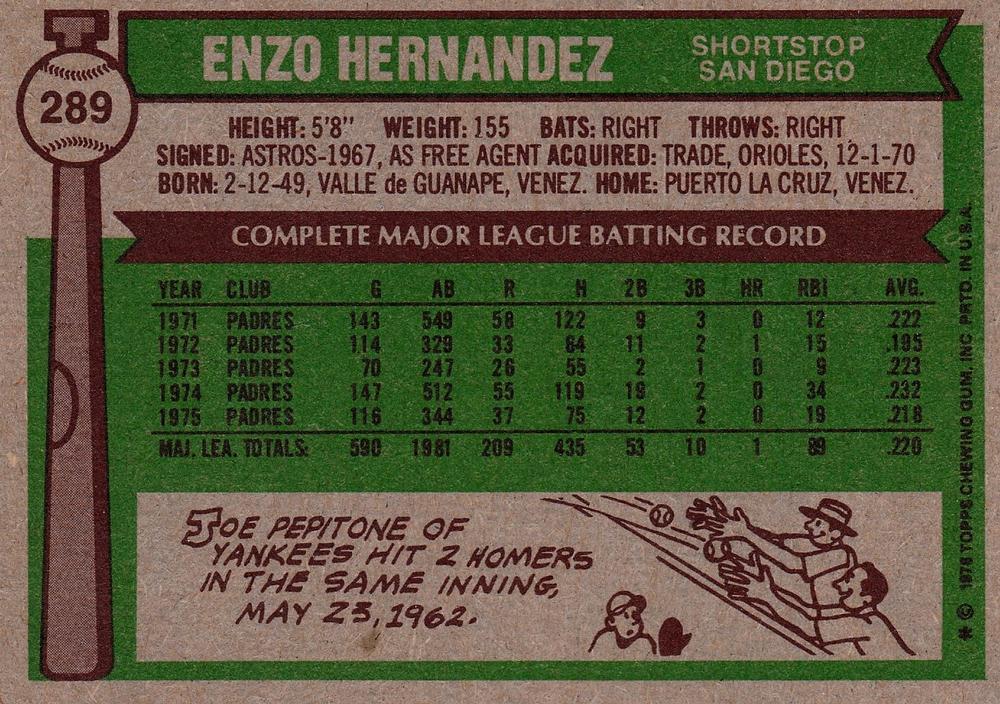 289
ENZO HERNANDEZ
SHORTSTOP
SAN DIEGO
HEIGHT: 5'8" WEIGHT: 155 BATS: RIGHT THROWS: RIGHT
SIGNED: ASTROS-1967, AS FREE AGENT ACQUIRED: TRADE, ORIOLES, 12-1-70
BORN: 2-12-49, VALLE de GUANAPE, VENEZ. HOME: PUERTO LA CRUZ, VENEZ.
COMPLETE MAJOR LEAGUE BATTING RECORD
YEAR CLUB G AB R H 2B 3B HR RBI AVG.
1971 PADRES 143 549 58 122 9 3 0 12 .222
1972 PADRES 114 329 33 64 11 2 1 15 .195
1973 PADRES 70 247 26 55 2 1 0 9 .223
1974 PADRES 147 512 55 119 19 2 0 34 .232
1975 PADRES 116 344 37 75 12 2 0 19 .218
MAJ. LEA. TOTALS: 590 1981 209 435 53 10 1 89 .220
JOE PEPITONE OF
YANKEES HIT 2 HOMERS
IN THE SAME INNING,
MAY 23, 1962.
* © 1976 TOPPS CHEWING GUM, INC. PRTD. IN U.S.A.